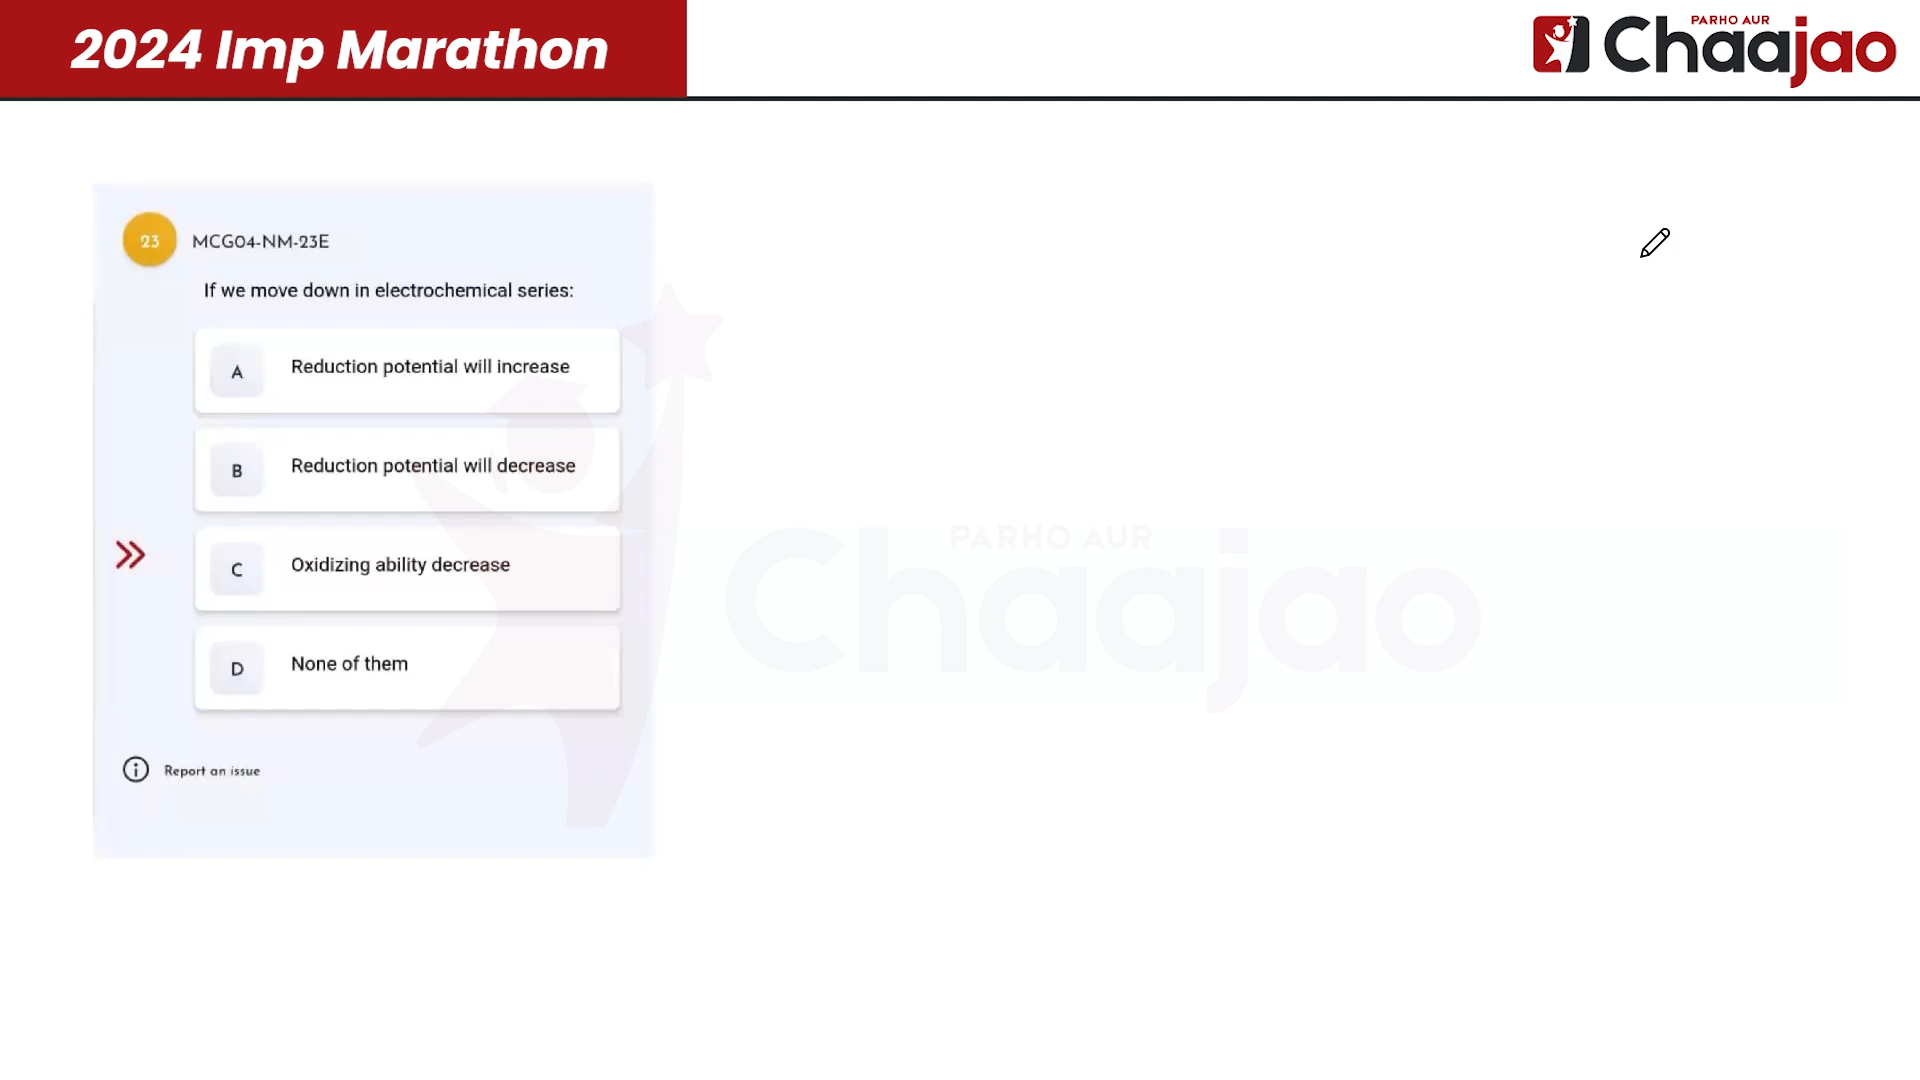 2024 Imp Marathon
PARHO AUR
Chaajao
23
MCG04-NM-23E
If we move down in electrochemical series:
A
Reduction potential will increase
B
Reduction potential will decrease
C
Oxidizing ability decrease
D
None of them
Report an issue
PARHO AUR
Chaajao